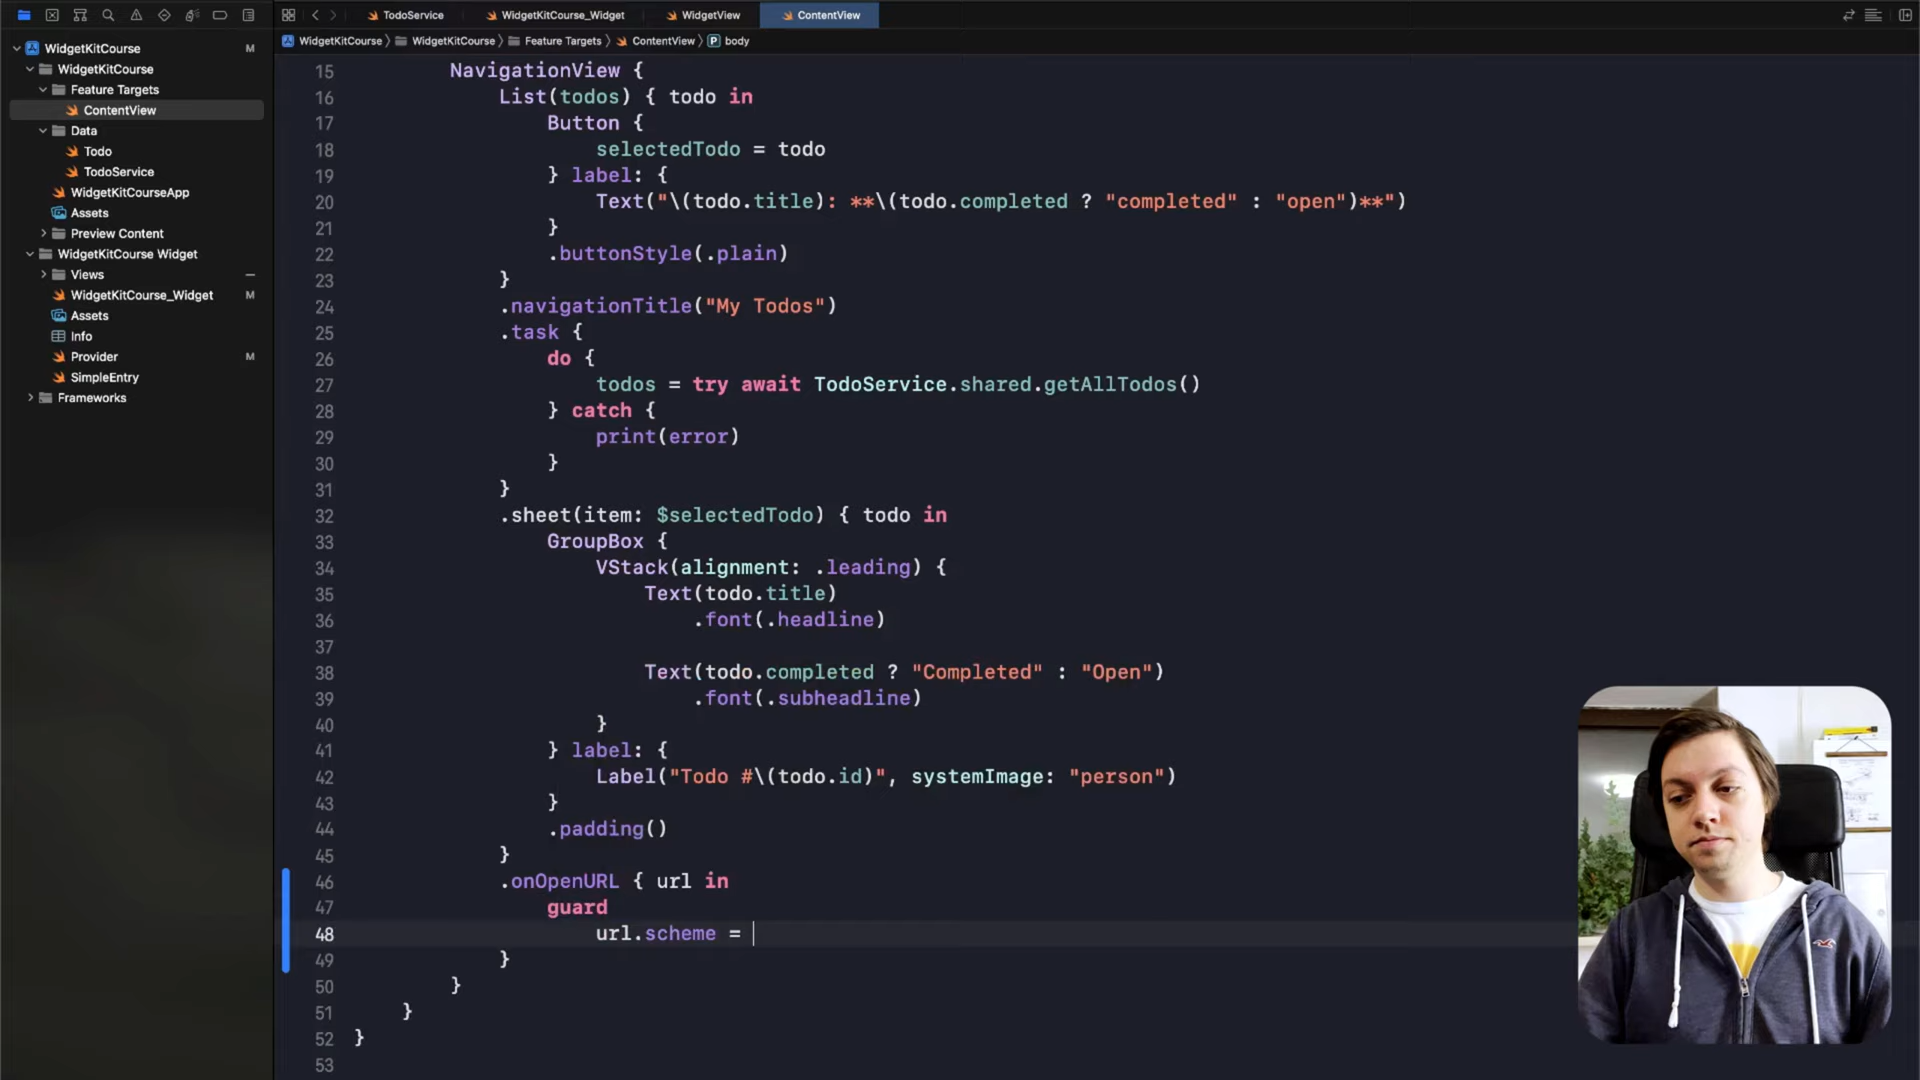 TodoService
WidgetKitCourse_Widget
WidgetView
ContentView
WidgetKitCourse
WidgetKitCourse
Feature Targets
ContentView
P body
WidgetKitCourse M
WidgetKitCourse
Feature Targets
ContentView
Data
Todo
TodoService
WidgetKitCourseApp
Assets
Preview Content
WidgetKitCourse Widget
Views
WidgetKitCourse_Widget M
Assets
Info
Provider M
SimpleEntry
Frameworks
15 NavigationView {
16 List(todos) { todo in
17 Button {
18 selectedTodo = todo
19 } label: {
20 Text("\(todo.title): **\(todo.completed ? "completed" : "open")**")
21 }
22 .buttonStyle(.plain)
23 }
24 .navigationTitle("My Todos")
25 .task {
26 do {
27 todos = try await TodoService.shared.getAllTodos()
28 } catch {
29 print(error)
30 }
31 }
32 .sheet(item: $selectedTodo) { todo in
33 GroupBox {
34 VStack(alignment: .leading) {
35 Text(todo.title)
36 .font(.headline)
37
38 Text(todo.completed ? "Completed" : "Open")
39 .font(.subheadline)
40 }
41 } label: {
42 Label("Todo #\(todo.id)", systemImage: "person")
43 }
44 .padding()
45 }
46 .onOpenURL { url in
47 guard
48 url.scheme =
49 }
50 }
51 }
52 }
53